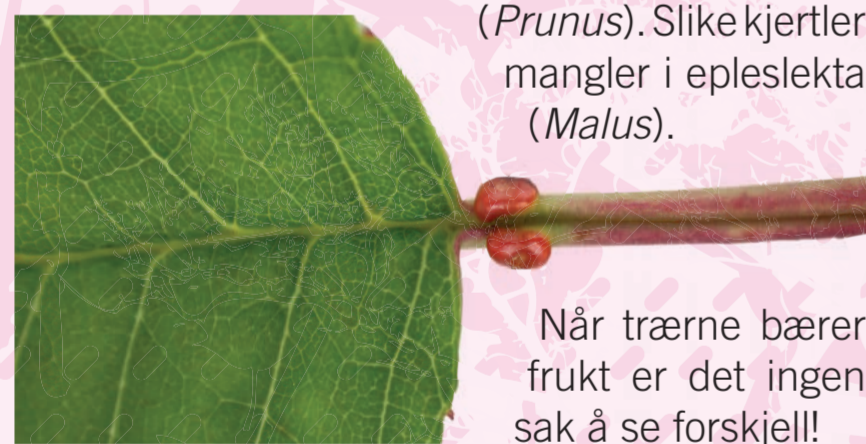 (Prunus). Slike kjertler
mangler i epleslekta
(Malus).
Når trærne bærer
frukt er det ingen
sak å se forskjell!